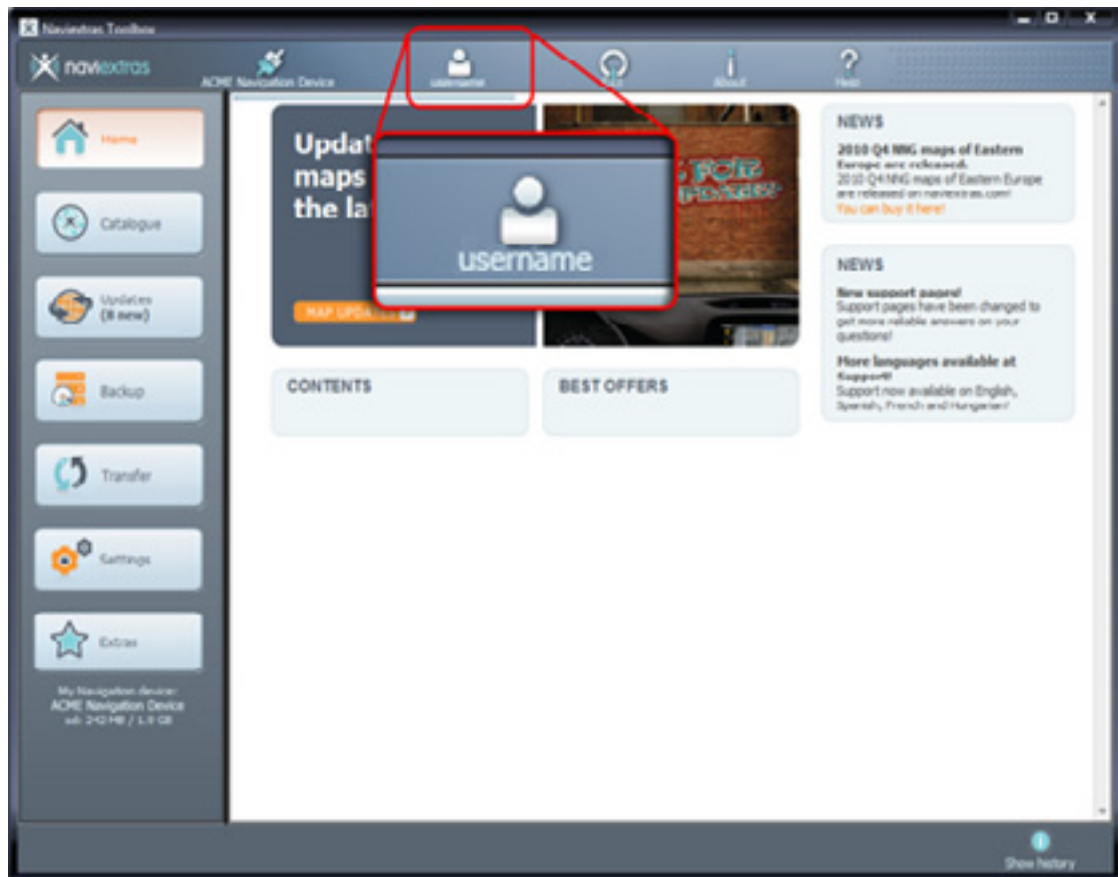 Naviextras Toolbox
naviextras
ACME Navigation Device
username
About
Help
Home
Catalogue
Updates
(8 new)
Backup
Transfer
Settings
Extras
My Navigation device:
ACME Navigation Device
Updat
maps
the la
MAP UPDATES
username
FOR
CONTENTS
BEST OFFERS
NEWS
2010 Q4 NNG maps of Eastern
Europe are released.
2010 Q4 NNG maps of Eastern Europe
are released on naviextras.com!
You can buy it here!
NEWS
New support pages!
Support pages have been changed to
get more reliable answers on your
questions!
More languages available at
Support!
Support now available on English,
Spanish, French and Hungarian!
Show history